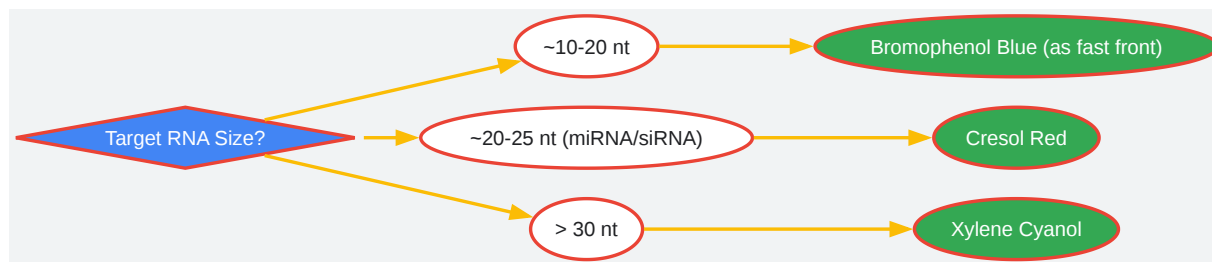 ~10-20 nt
Bromophenol Blue (as fast front)
Target RNA Size?
~20-25 nt (miRNA/siRNA)
Cresol Red
> 30 nt
Xylene Cyanol